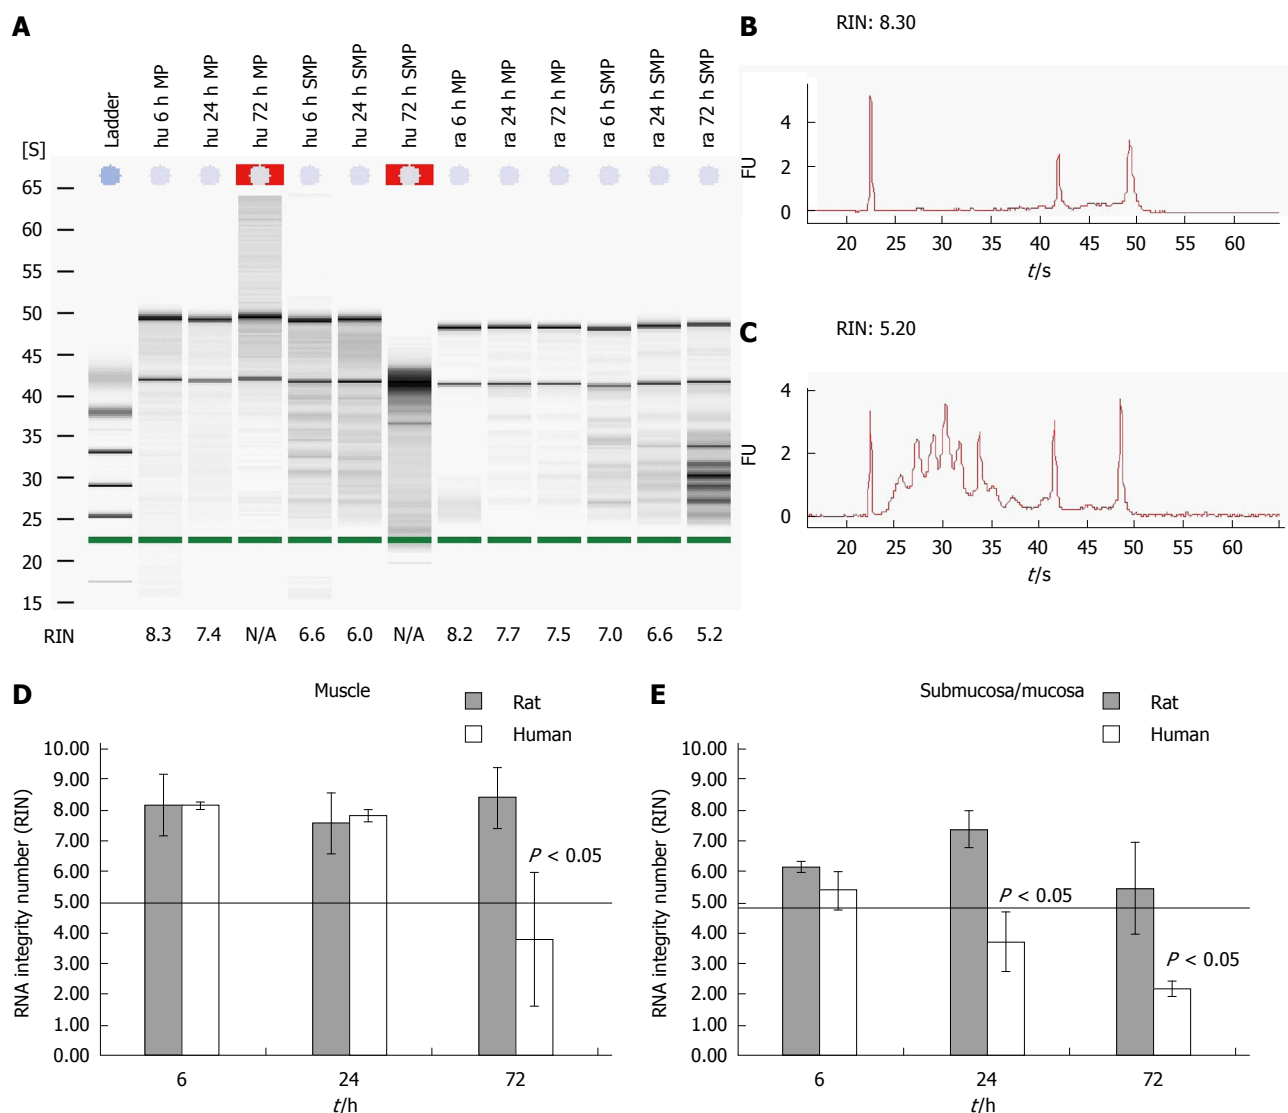 A
Ladder
hu 6 h MP
hu 24 h MP
hu 72 h MP
hu 6 h SMP
hu 24 h SMP
hu 72 h SMP
ra 6 h MP
ra 24 h MP
ra 72 h MP
ra 6 h SMP
ra 24 h SMP
ra 72 h SMP
[S]
65
60
55
50
45
40
35
30
25
20
15
RIN 8.3 7.4 N/A 6.6 6.0 N/A 8.2 7.7 7.5 7.0 6.6 5.2
B
RIN: 8.30
FU
4
2
0
20 25 30 35 40 45 50 55 60
t/s
C
RIN: 5.20
FU
4
2
0
20 25 30 35 40 45 50 55 60
t/s
D
Muscle
Rat
Human
RNA integrity number (RIN)
10.00
9.00
8.00
7.00
6.00
5.00
4.00
3.00
2.00
1.00
0.00
P < 0.05
6 24 72
t/h
E
Submucosa/mucosa
Rat
Human
RNA integrity number (RIN)
10.00
9.00
8.00
7.00
6.00
5.00
4.00
3.00
2.00
1.00
0.00
P < 0.05
P < 0.05
6 24 72
t/h